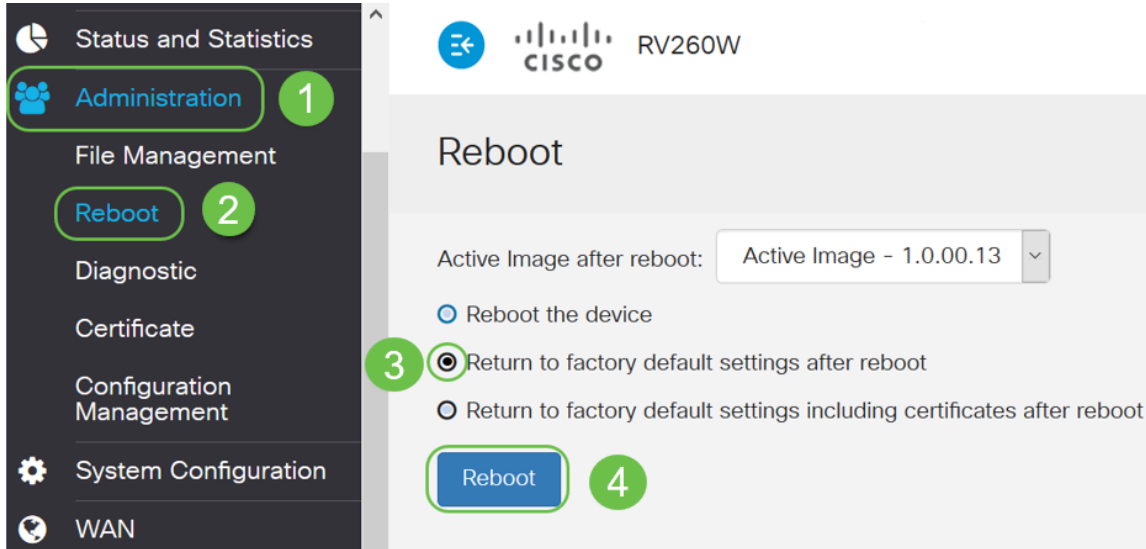 Status and Statistics
Administration
1
File Management
Reboot
2
Diagnostic
Certificate
Configuration
Management
System Configuration
WAN
CISCO
RV260W
Reboot
Active Image after reboot:
Active Image - 1.0.00.13
Reboot the device
3
Return to factory default settings after reboot
Return to factory default settings including certificates after reboot
Reboot
4